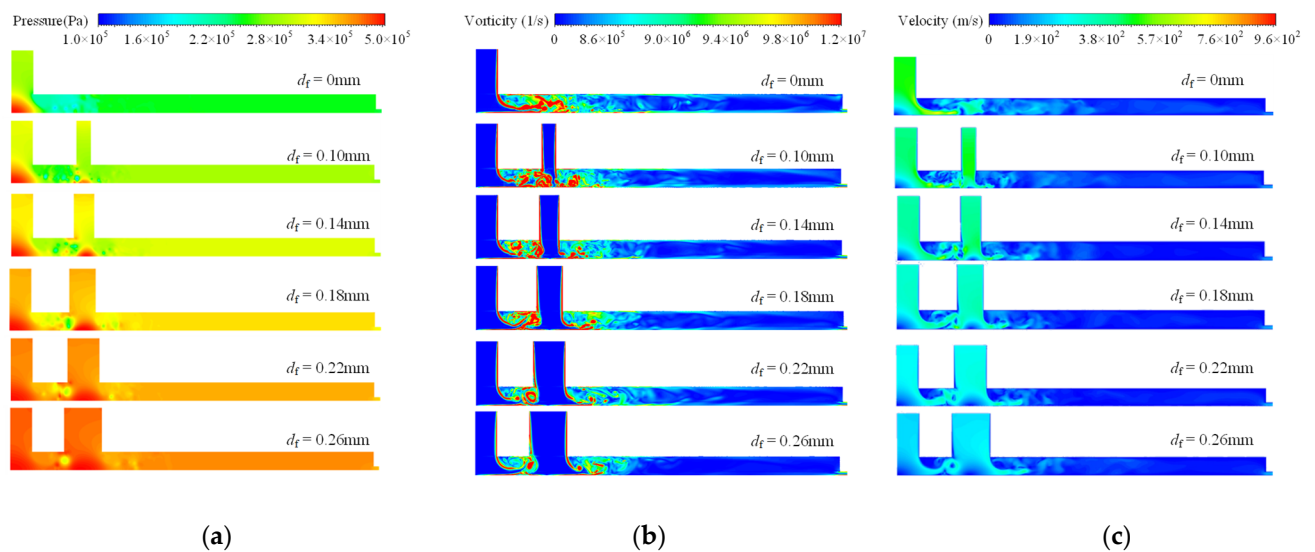 Pressure(Pa)
1.0×10⁵ 1.6×10⁵ 2.2×10⁵ 2.8×10⁵ 3.4×10⁵ 5.0×10⁵
d_f = 0mm
d_f = 0.10mm
d_f = 0.14mm
d_f = 0.18mm
d_f = 0.22mm
d_f = 0.26mm
(a)
Vorticity (1/s)
0 8.6×10⁵ 9.0×10⁶ 9.4×10⁶ 9.8×10⁶ 1.2×10⁷
d_f = 0mm
d_f = 0.10mm
d_f = 0.14mm
d_f = 0.18mm
d_f = 0.22mm
d_f = 0.26mm
(b)
Velocity (m/s)
0 1.9×10² 3.8×10² 5.7×10² 7.6×10² 9.6×10²
d_f = 0mm
d_f = 0.10mm
d_f = 0.14mm
d_f = 0.18mm
d_f = 0.22mm
d_f = 0.26mm
(c)